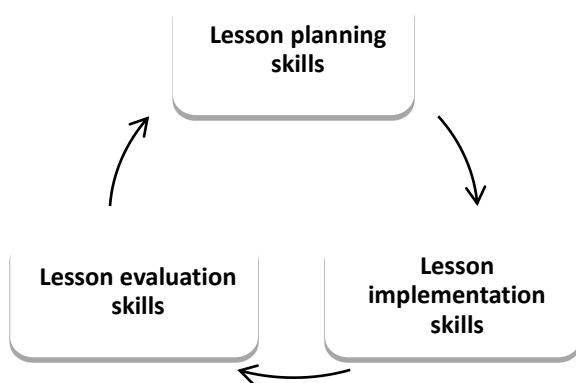 Lesson planning
skills
Lesson evaluation
skills
Lesson
implementation
skills